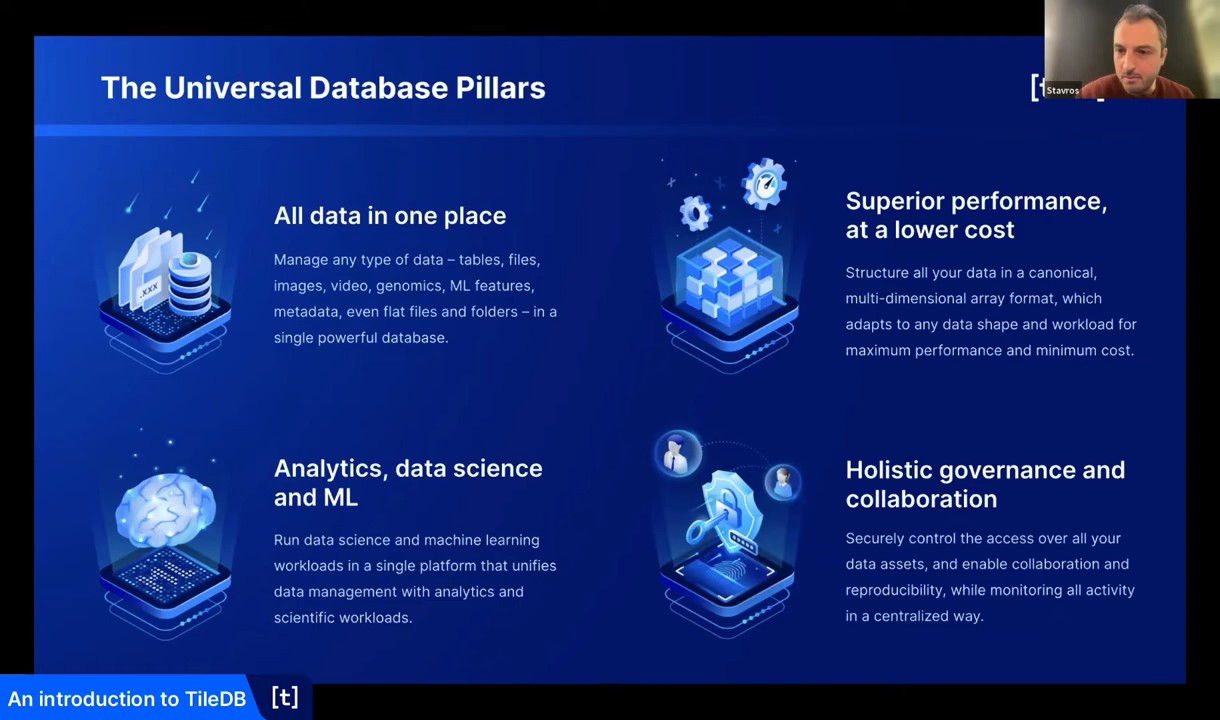 The Universal Database Pillars
Stavros
All data in one place
Manage any type of data – tables, files,
images, video, genomics, ML features,
metadata, even flat files and folders – in a
single powerful database.
.XXX
Superior performance,
at a lower cost
Structure all your data in a canonical,
multi-dimensional array format, which
adapts to any data shape and workload for
maximum performance and minimum cost.
Analytics, data science
and ML
Run data science and machine learning
workloads in a single platform that unifies
data management with analytics and
scientific workloads.
Holistic governance and
collaboration
Securely control the access over all your
data assets, and enable collaboration and
reproducibility, while monitoring all activity
in a centralized way.
An introduction to TileDB [t]